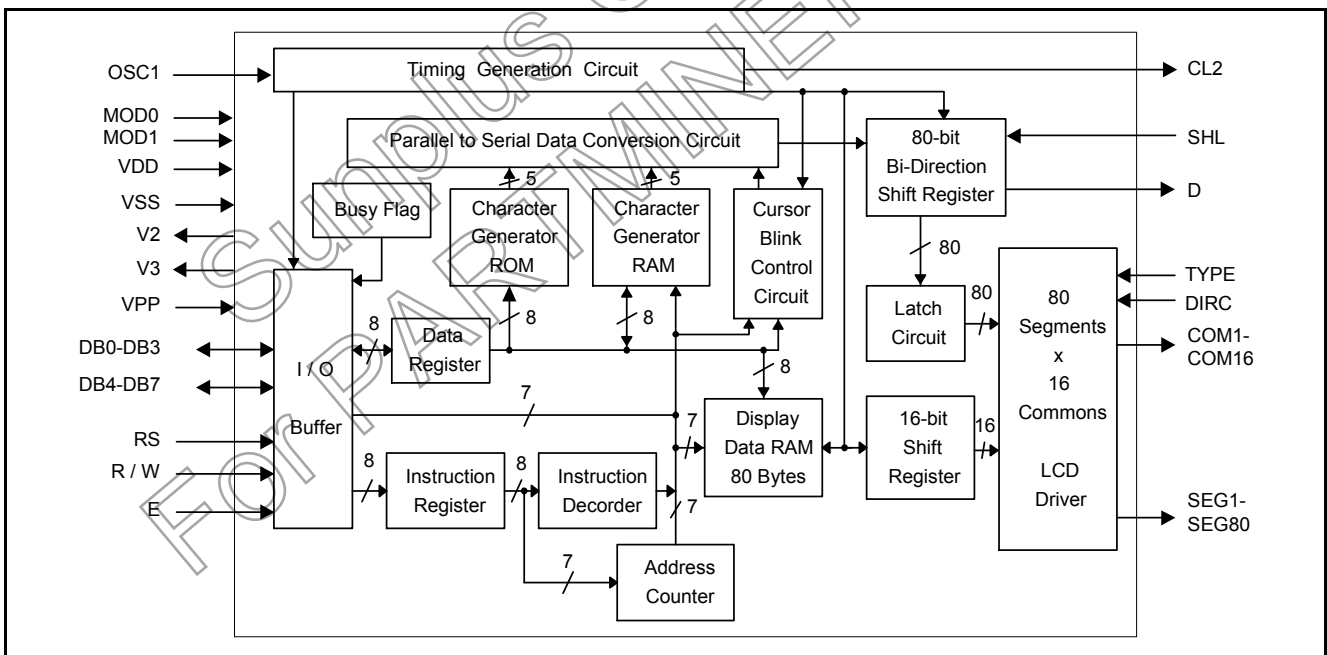 Sunplus
For PARTMINE
OSC1
MOD0
MOD1
VDD
VSS
V2
V3
VPP
DB0-DB3
DB4-DB7
RS
R / W
E
Timing Generation Circuit
Parallel to Serial Data Conversion Circuit
Busy Flag
5
5
Character
Generator
ROM
Character
Generator
RAM
Cursor
Blink
Control
Circuit
80-bit
Bi-Direction
Shift Register
80
Latch
Circuit
80
I / O
Buffer
8
Data
Register
8
8
8
7
7
Display
Data RAM
80 Bytes
16-bit
Shift
Register
16
80
Segments
x
16
Commons
LCD
Driver
8
Instruction
Register
8
Instruction
Decorder
7
7
Address
Counter
CL2
SHL
D
TYPE
DIRC
COM1-
COM16
SEG1-
SEG80